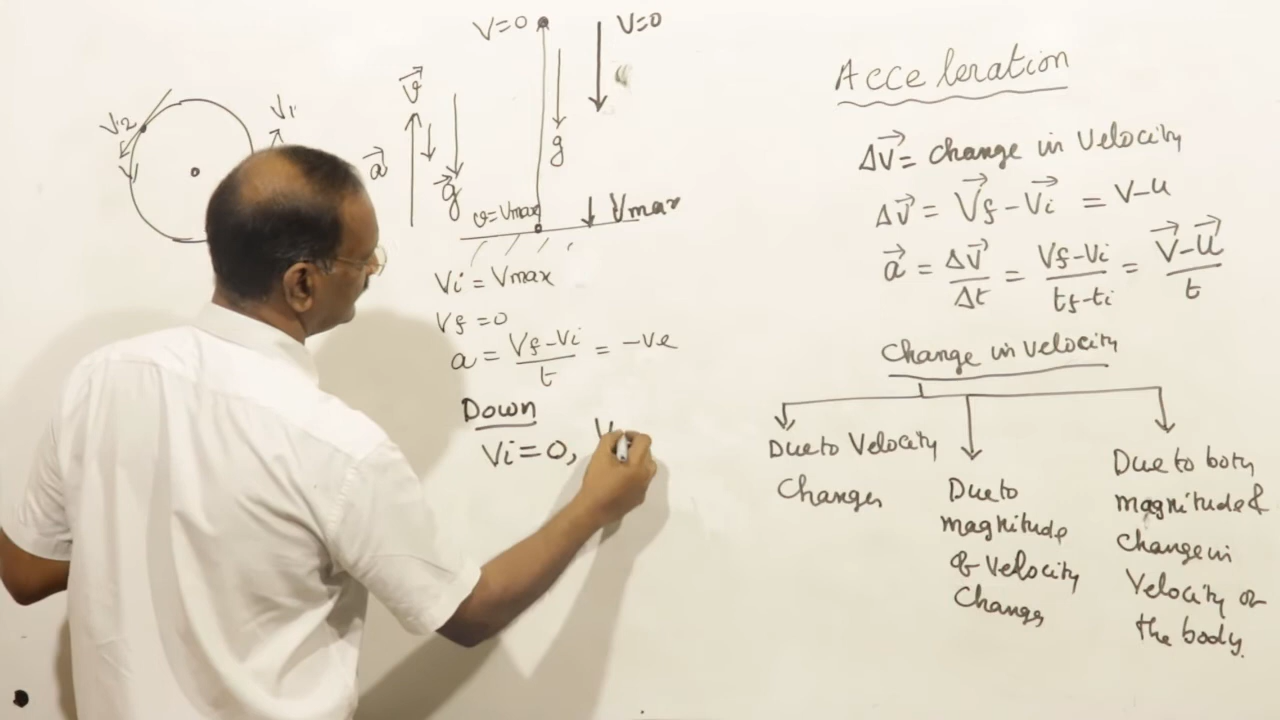 V=0
V=0
V2
V1
v
a
g
g
v=Vmax
Vmax
Vi = Vmax
Vf = 0
a = Vf-Vi / t = -ve
Down
Vi=0, V
Acceleration
ΔV = change in velocity
ΔV = Vf - Vi = V-u
a = ΔV / Δt = Vf-Vi / tf-ti = V-U / t
Change in velocity
Due to Velocity
Changes
Due to
magnitude
of Velocity
Changes
Due to both
magnitude &
change in
Velocity of
the body.